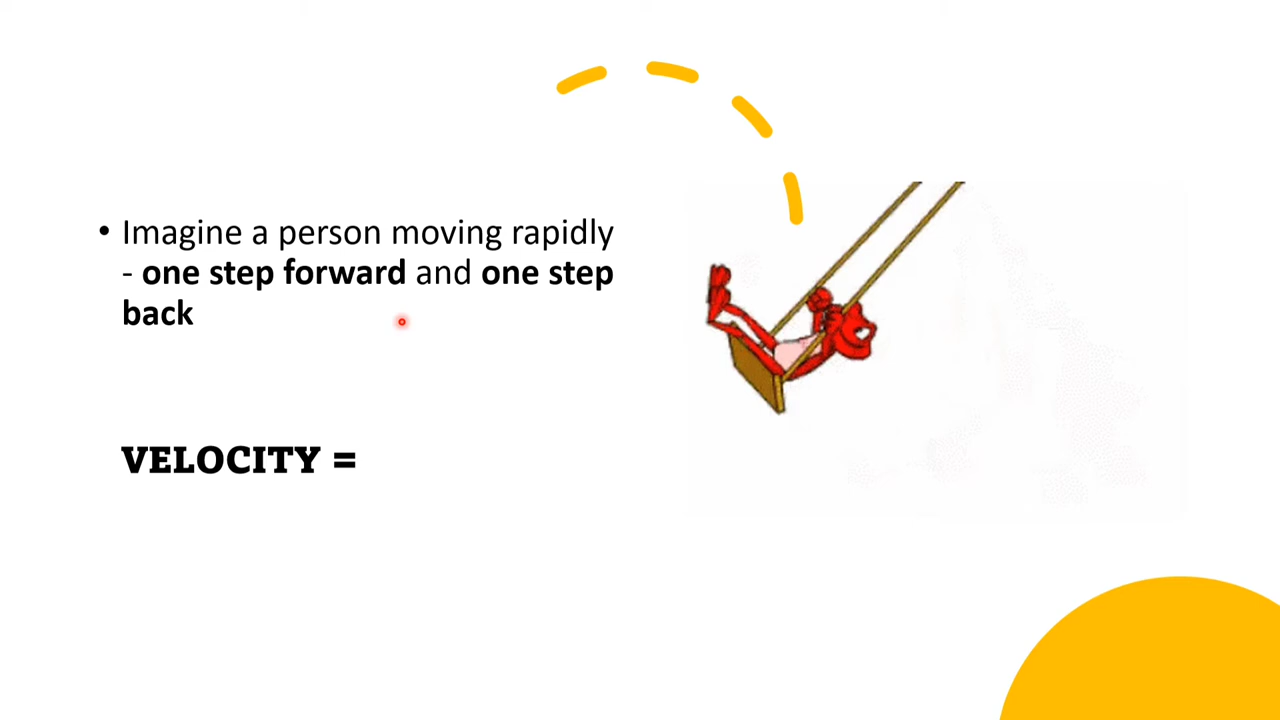 • Imagine a person moving rapidly
- one step forward and one step
back
VELOCITY =